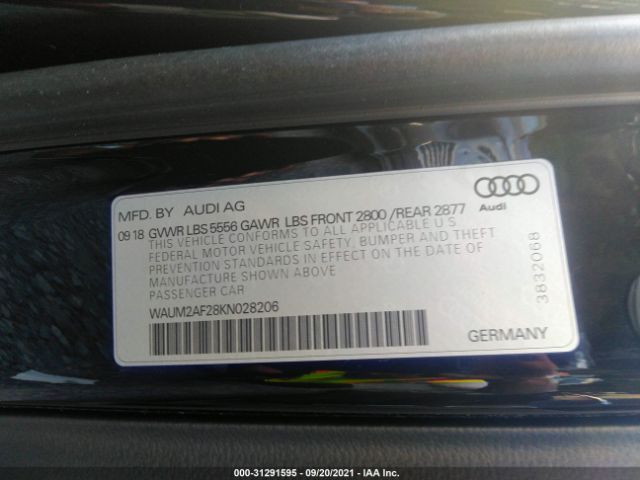 MFD. BY AUDI AG
09 18 GVWR LBS 5556 GAWR LBS FRONT 2800 /REAR 2877
THIS VEHICLE CONFORMS TO ALL APPLICABLE U S
FEDERAL MOTOR VEHICLE SAFETY, BUMPER AND THEFT
PREVENTION STANDARDS IN EFFECT ON THE DATE OF
MANUFACTURE SHOWN ABOVE
PASSENGER CAR
WAUM2AF28KN028206
Audi
3832068
GERMANY
000-31291595 - 09/20/2021 - IAA Inc.